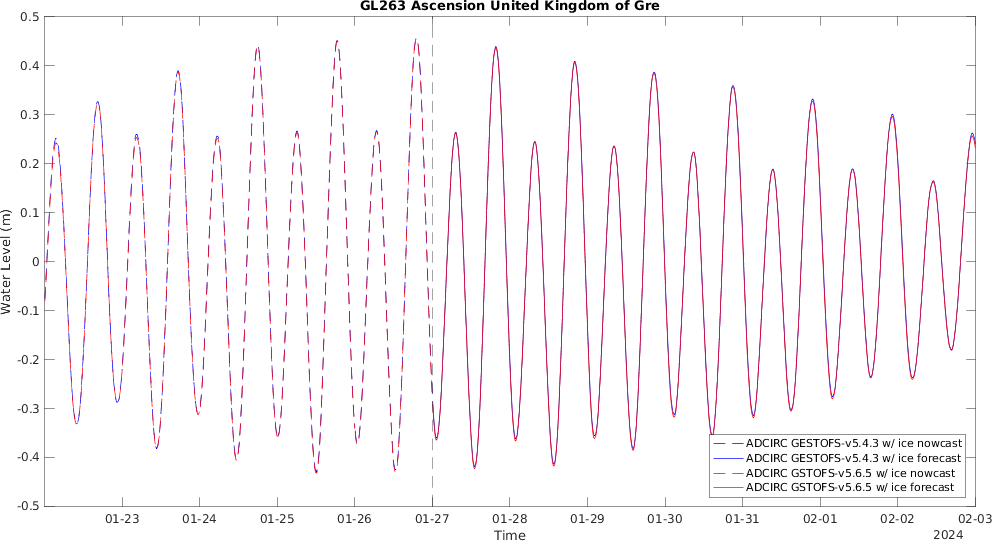 GL263 Ascension United Kingdom of Gre
0.5
0.4
0.3
0.2
0.1
0
-0.1
-0.2
-0.3
-0.4
-0.5
Water Level (m)
ADCIRC GESTOFS-v5.4.3 w/ ice nowcast
ADCIRC GESTOFS-v5.4.3 w/ ice forecast
ADCIRC GSTOFS-v5.6.5 w/ ice nowcast
ADCIRC GSTOFS-v5.6.5 w/ ice forecast
01-23 01-24 01-25 01-26 01-27 01-28 01-29 01-30 01-31 02-01 02-02 02-03
Time
2024